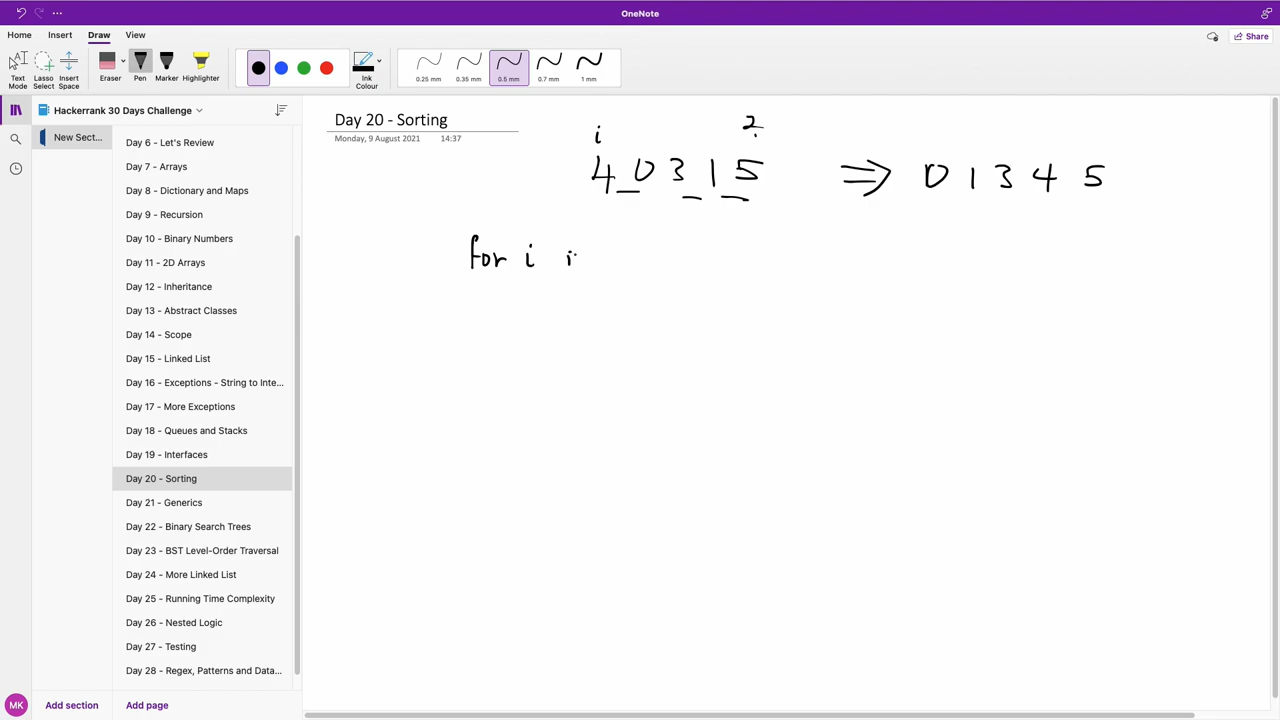 OneNote
Home Insert Draw View
Share
Text Mode
Lasso Select
Insert Space
Eraser
Pen
Marker
Highlighter
Ink Colour
0.25 mm
0.35 mm
0.5 mm
0.7 mm
1 mm
Hackerrank 30 Days Challenge
New Sect...
Day 6 - Let's Review
Day 7 - Arrays
Day 8 - Dictionary and Maps
Day 9 - Recursion
Day 10 - Binary Numbers
Day 11 - 2D Arrays
Day 12 - Inheritance
Day 13 - Abstract Classes
Day 14 - Scope
Day 15 - Linked List
Day 16 - Exceptions - String to Inte...
Day 17 - More Exceptions
Day 18 - Queues and Stacks
Day 19 - Interfaces
Day 20 - Sorting
Day 21 - Generics
Day 22 - Binary Search Trees
Day 23 - BST Level-Order Traversal
Day 24 - More Linked List
Day 25 - Running Time Complexity
Day 26 - Nested Logic
Day 27 - Testing
Day 28 - Regex, Patterns and Data...
MK
Add section
Add page
Day 20 - Sorting
Monday, 9 August 2021 14:37
i
4 0 3 1 5 ⇒ 0 1 3 4 5
for i i